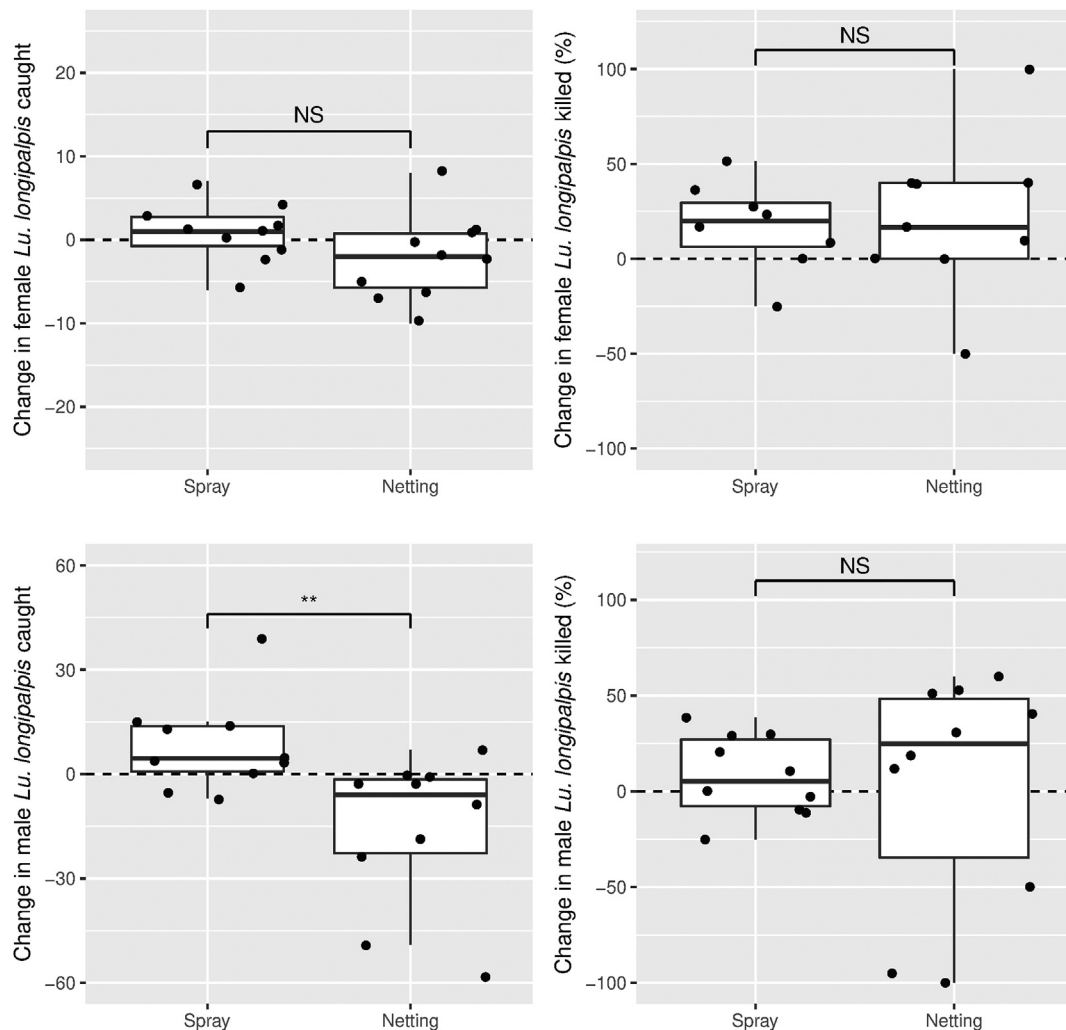 Change in female Lu. longipalpis caught
20
10
0
−10
−20
NS
Spray
Netting
Change in female Lu. longipalpis killed (%)
100
50
0
−50
−100
NS
Spray
Netting
Change in male Lu. longipalpis caught
60
30
0
−30
−60
**
Spray
Netting
Change in male Lu. longipalpis killed (%)
100
50
0
−50
−100
NS
Spray
Netting